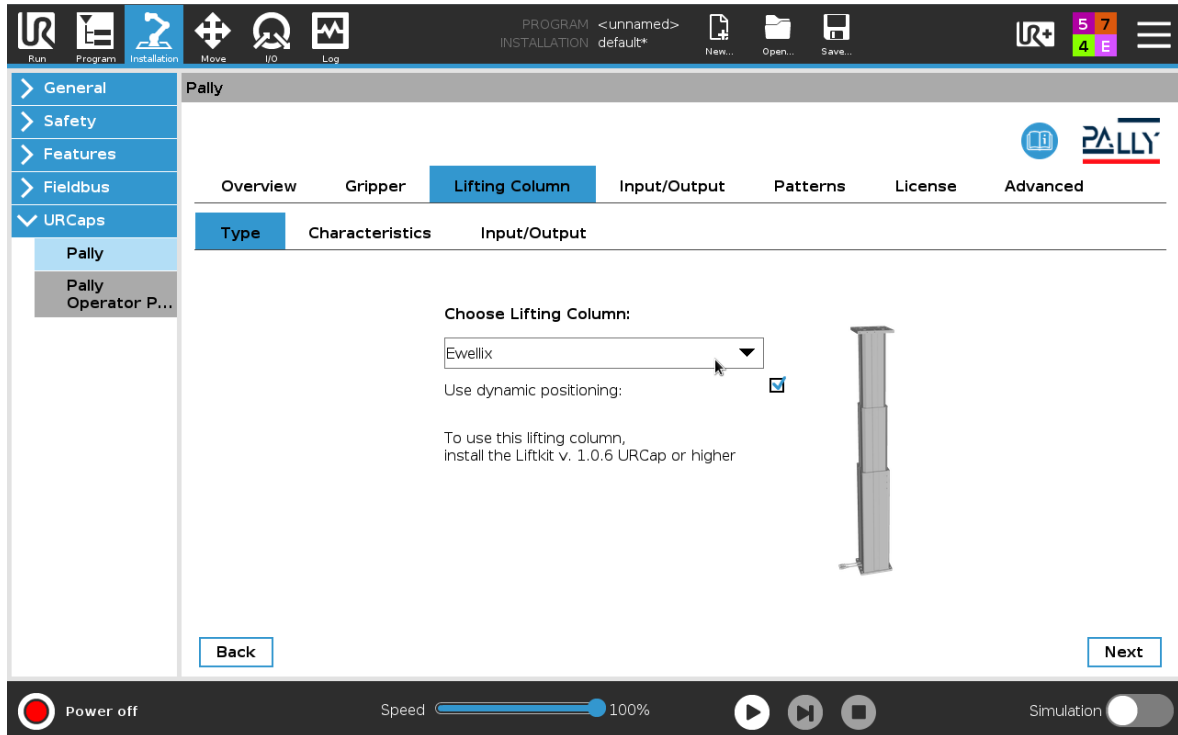 PROGRAM <unnamed>
INSTALLATION default*
Run Program Installation Move I/O Log New... Open... Save...
UR UR+ 5 7
4 E
General
Safety
Features
Fieldbus
URCaps
Pally
Pally
Operator P...
Pally
PALLY
Overview Gripper Lifting Column Input/Output Patterns License Advanced
Type Characteristics Input/Output
Choose Lifting Column:
Ewellix
Use dynamic positioning:
To use this lifting column,
install the Liftkit v. 1.0.6 URCap or higher
Back Next
Power off Speed 100% Simulation